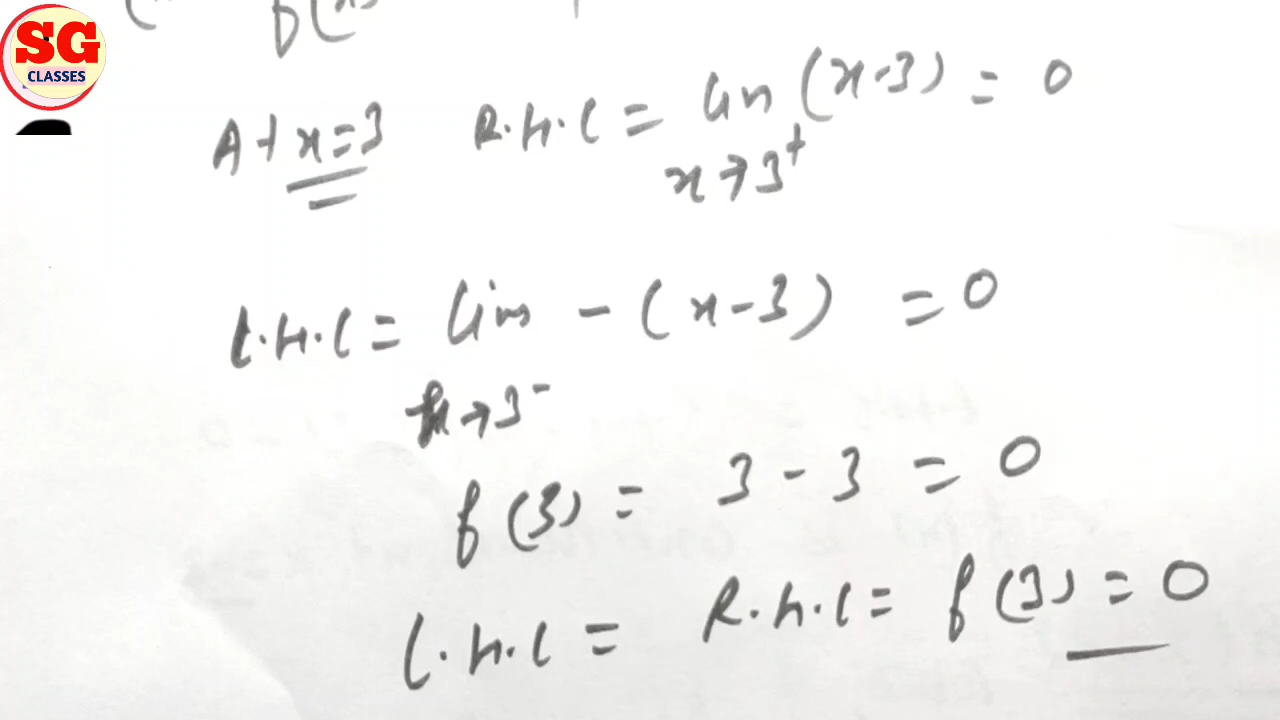 SG
CLASSES
f(x)
At x=3 R.H.L = lim (x-3) = 0
x→3+
L.H.L = lim - (x-3) = 0
x→3-
f(3) = 3 - 3 = 0
L.H.L = R.H.L = f(3) = 0